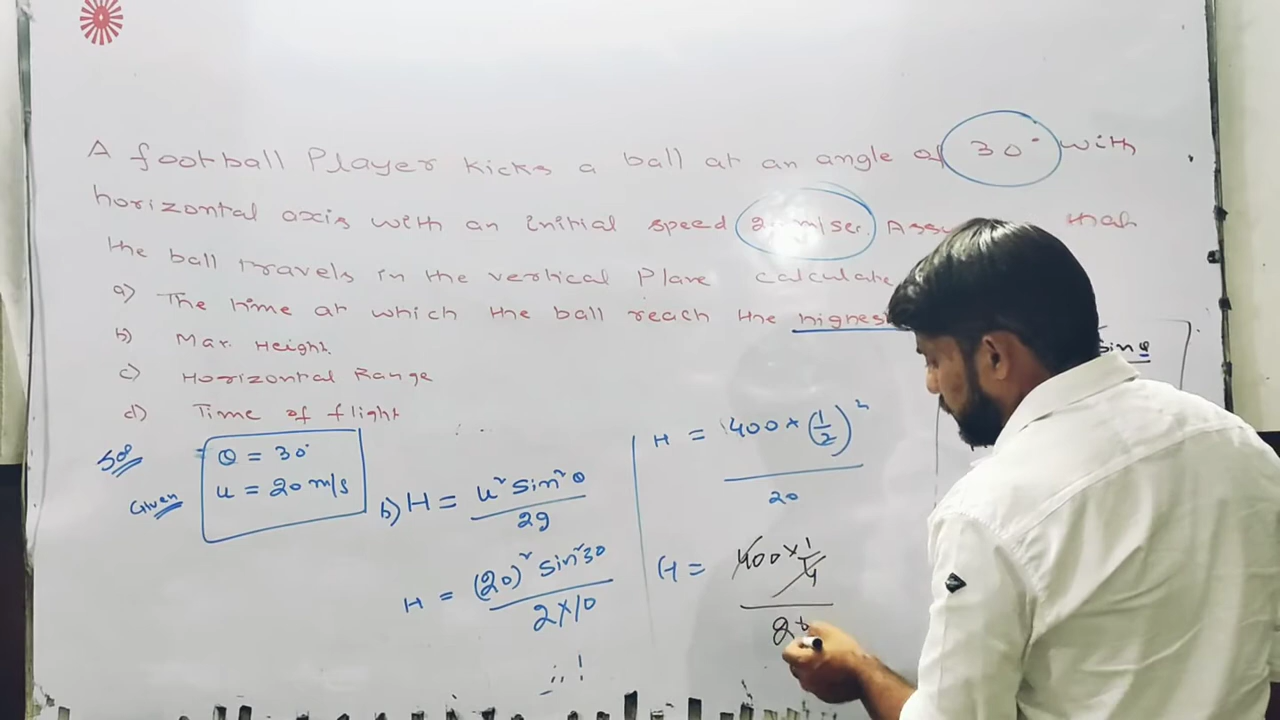 A football Player kicks a ball at an angle of 30° with
horizontal axis with an initial speed 20 m/sec. that
the ball travels in the vertical Plane calculate
a) The time at which the ball reach the
b) Max. Height.
c) Horizontal Range
d) Time of flight
Sol
Given
θ = 30°
u = 20 m/s
b) H = u² sin² θ / 2g
H = (20)² sin² 30 / 2×10
H = 400 × (1/2)² / 20
H = 400 × 1/4 / 20
Sin φ